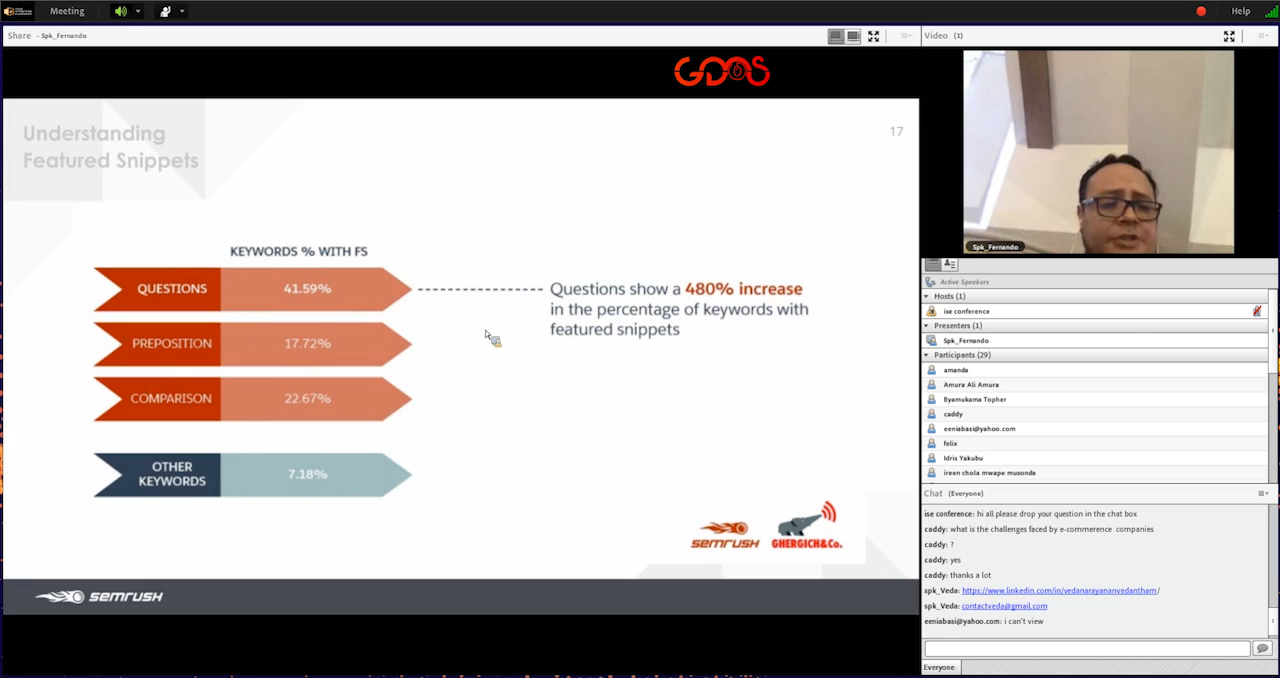 Meeting
Help
Share - Spk_Fernando
Video (1)
GDOS
Understanding
Featured Snippets
17
KEYWORDS % WITH FS
QUESTIONS 41.59%
PREPOSITION 17.72%
COMPARISON 22.67%
OTHER
KEYWORDS
7.18%
Questions show a 480% increase
in the percentage of keywords with
featured snippets
SEMRUSH
GHERGICH&Co.
SEMRUSH
Spk_Fernando
Active Speakers
Hosts (1)
ise conference
Presenters (1)
Spk_Fernando
Participants (29)
amanda
Amura Ali Amura
Byamukama Topher
caddy
eeniabasi@yahoo.com
felix
Idris Yakubu
ireen chola mwape musonda
Chat (Everyone)
ise conference: hi all please drop your question in the chat box
caddy: what is the challenges faced by e-commerence companies
caddy: ?
caddy: yes
caddy: thanks a lot
spk_Veda: https://www.linkedin.com/in/vedanarayananvedantham/
spk_Veda: contactveda@gmail.com
eeniabasi@yahoo.com: i can't view
Everyone